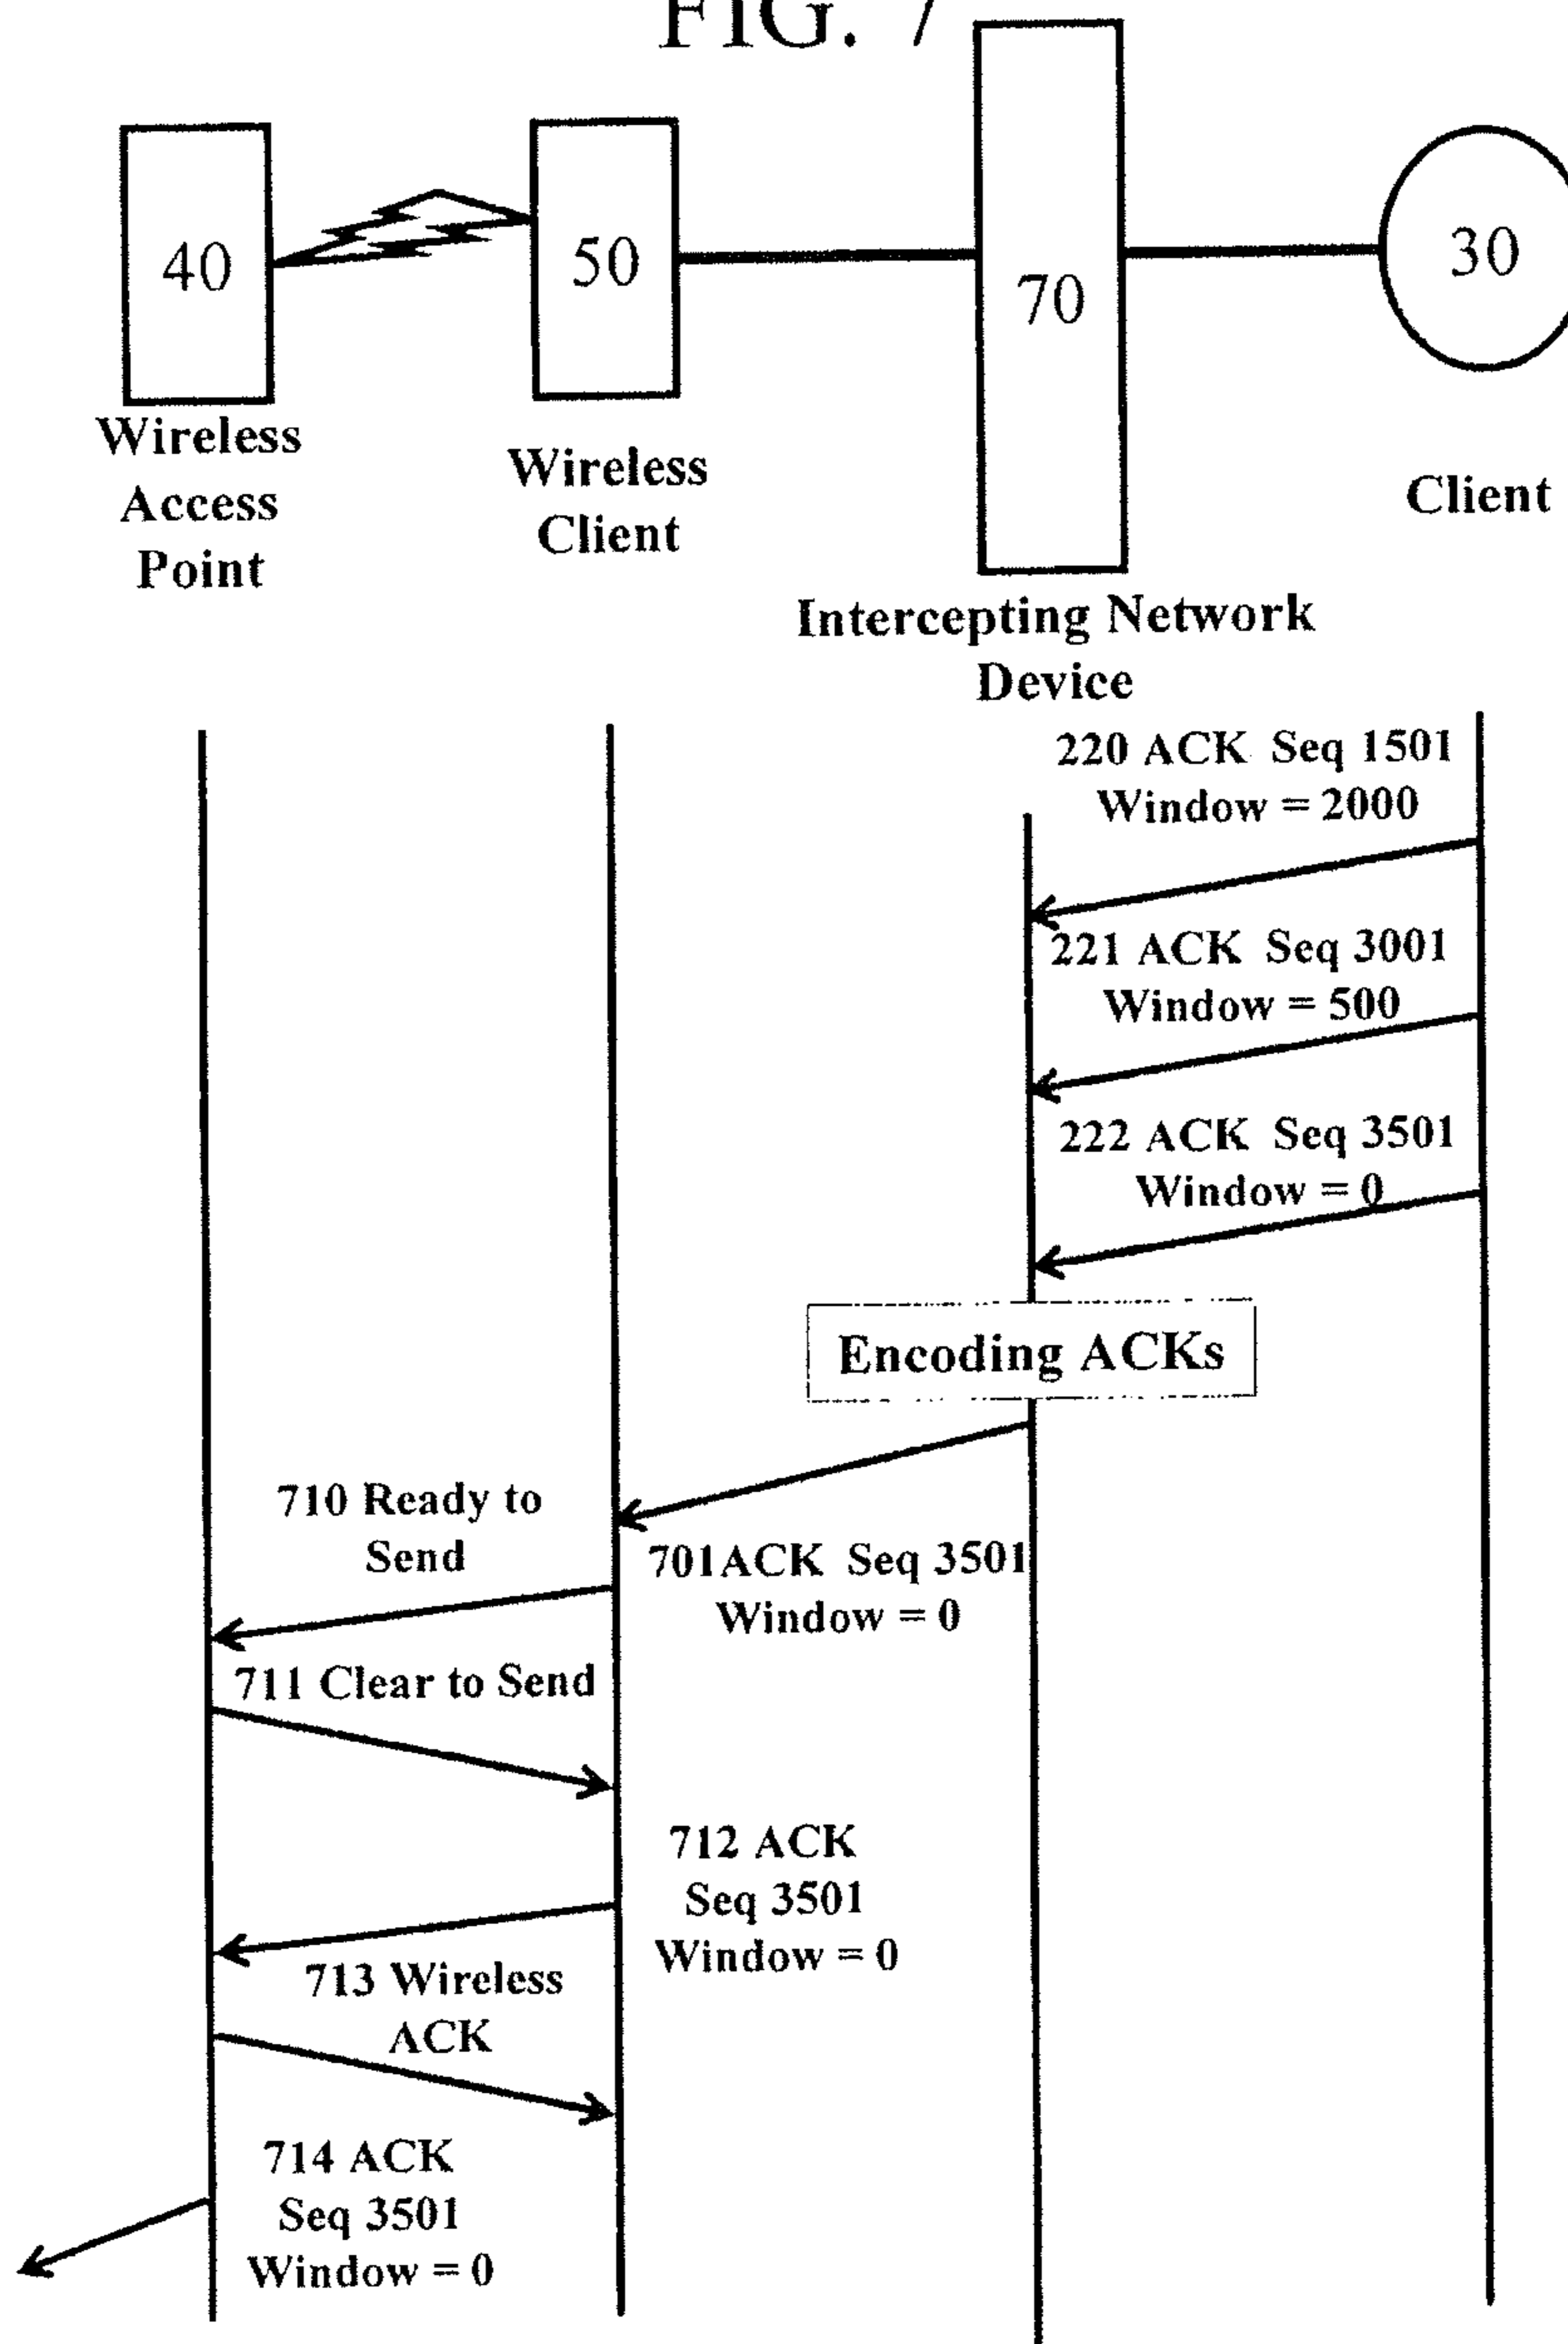 FIG. 7
40
50
70
30
Wireless
Access
Point
Wireless
Client
Client
Intercepting Network
Device
220 ACK Seq 1501
Window = 2000
221 ACK Seq 3001
Window = 500
222 ACK Seq 3501
Window = 0
Encoding ACKs
710 Ready to
Send
701ACK Seq 3501
Window = 0
711 Clear to Send
712 ACK
Seq 3501
Window = 0
713 Wireless
ACK
714 ACK
Seq 3501
Window = 0